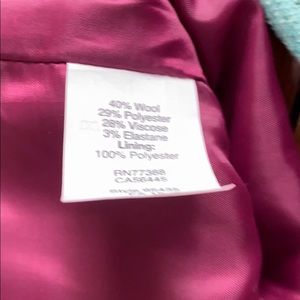 40% Wool
29% Polyester
28% Viscose
3% Elastane
Lining:
100% Polyester
RN77368
CA56445